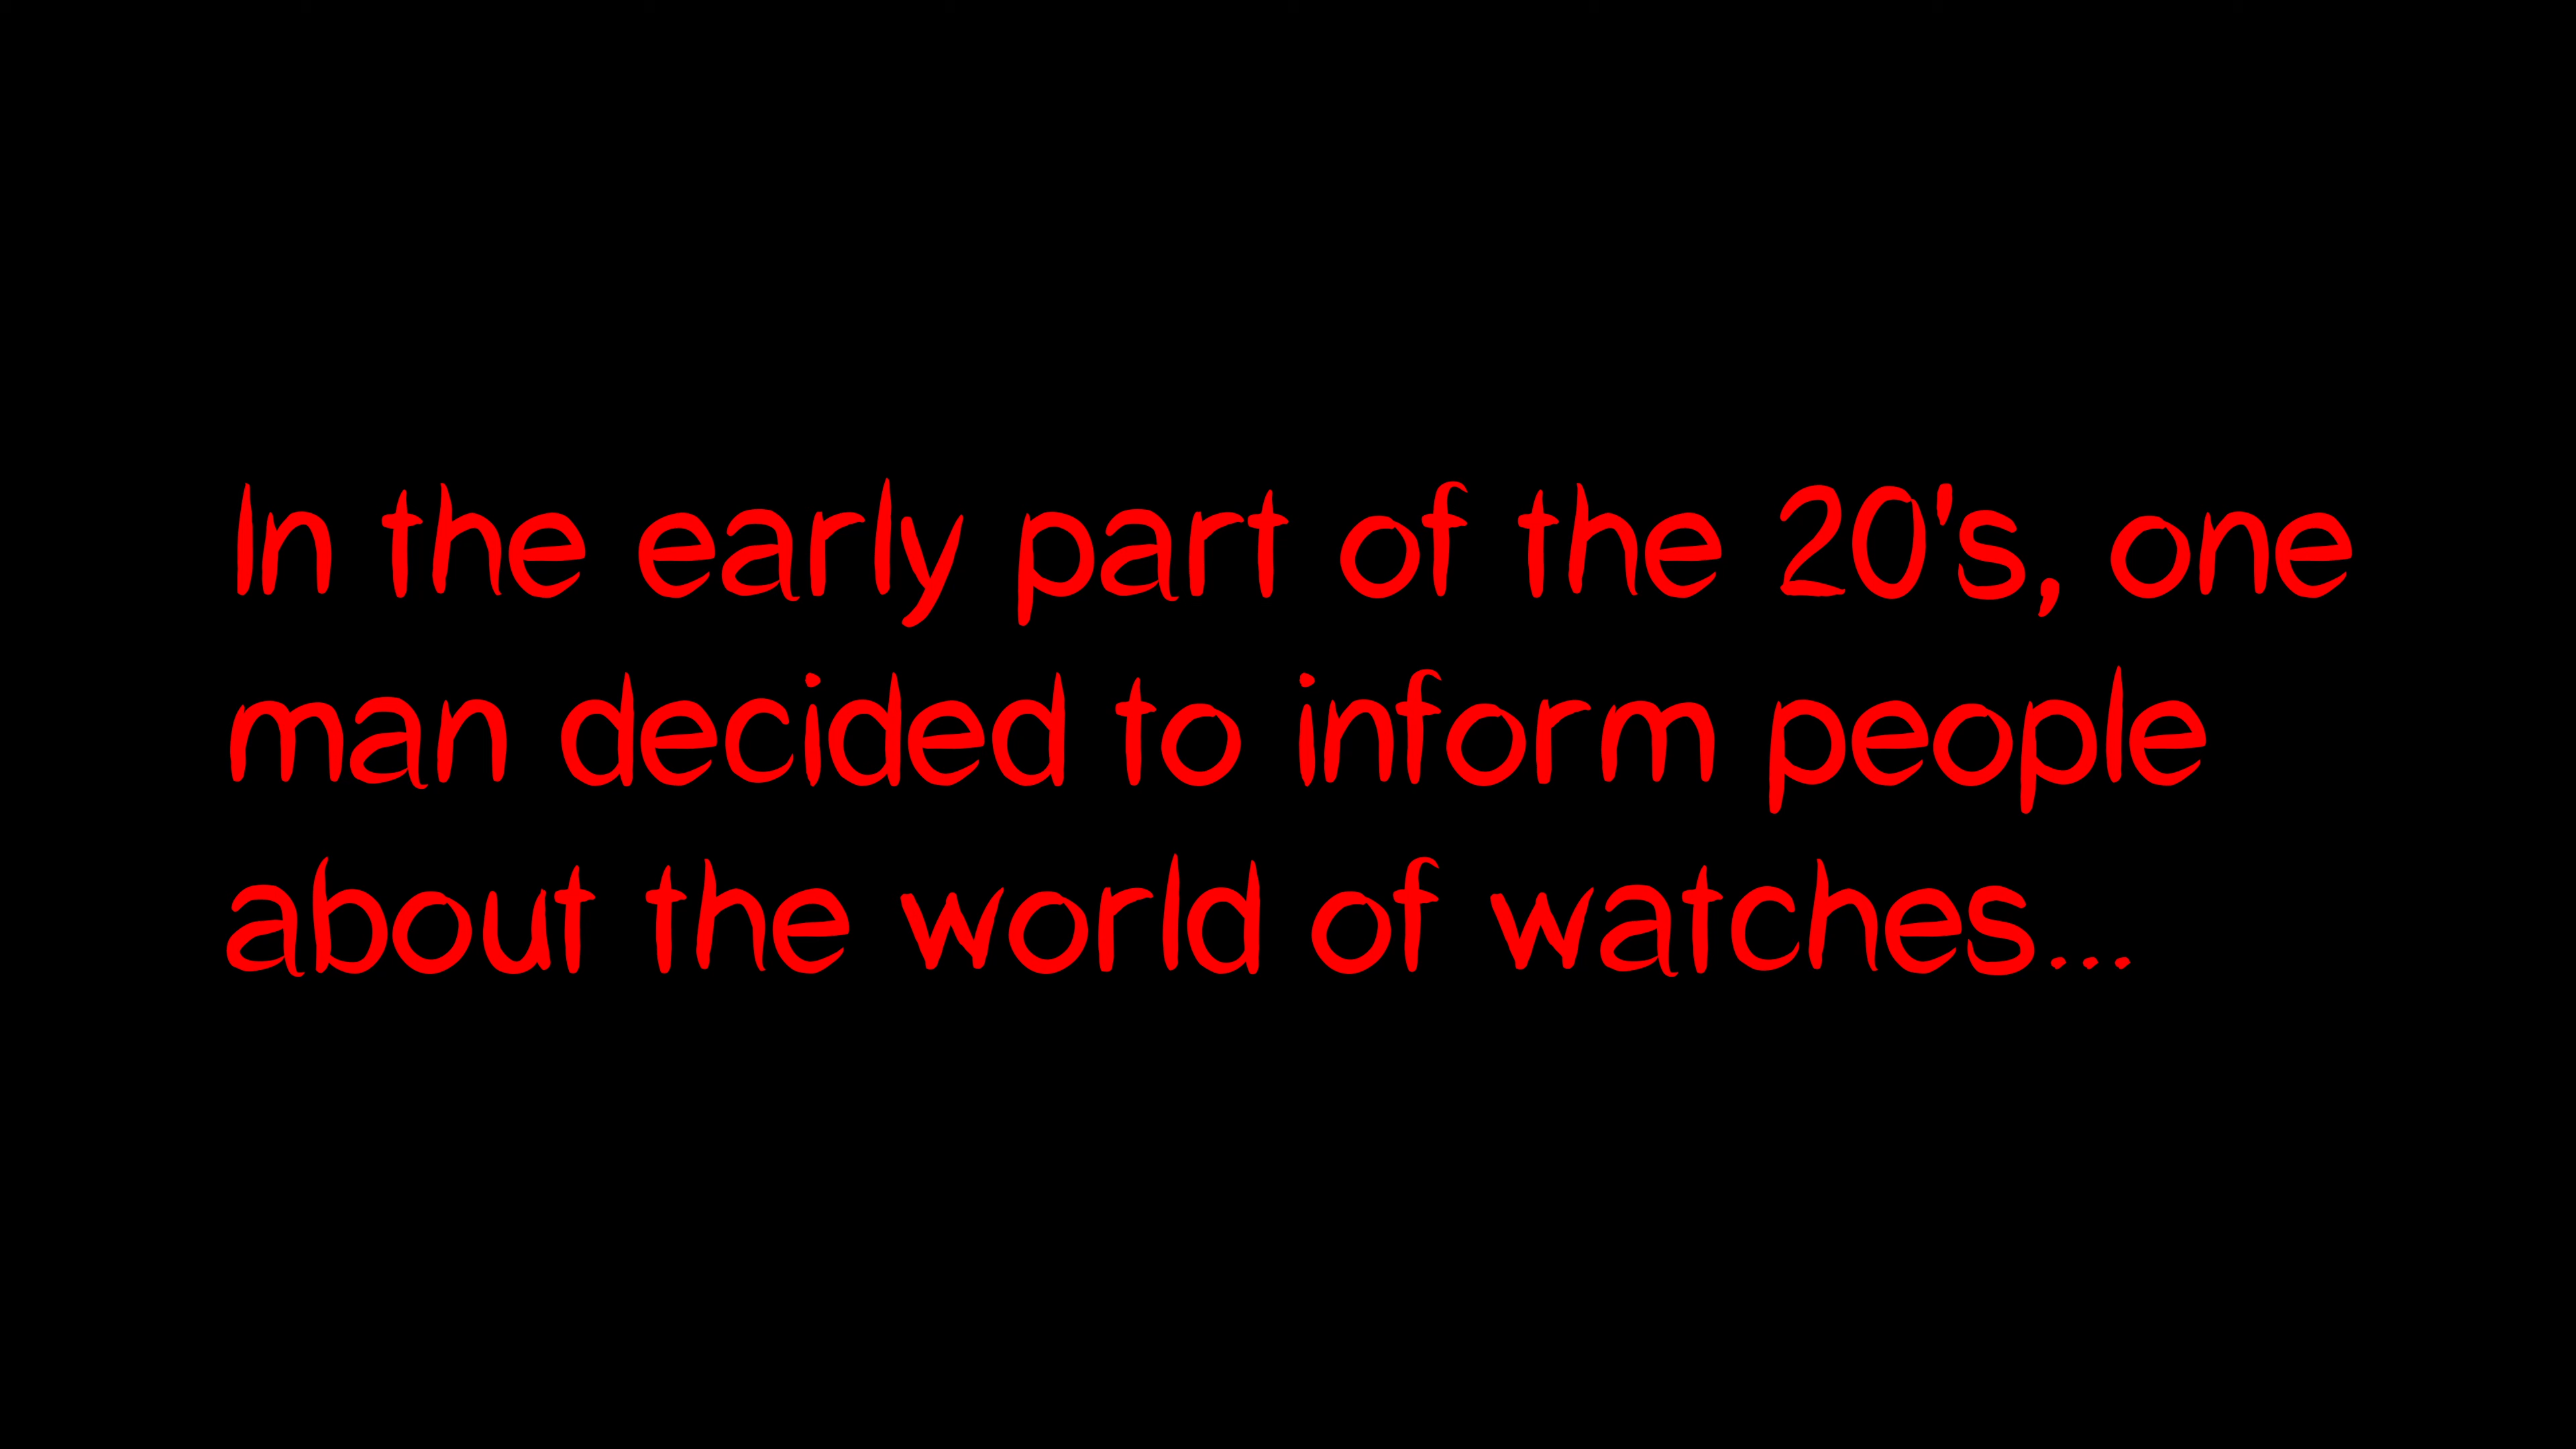 In the early part of the 20's, one
man decided to inform people
about the world of watches...